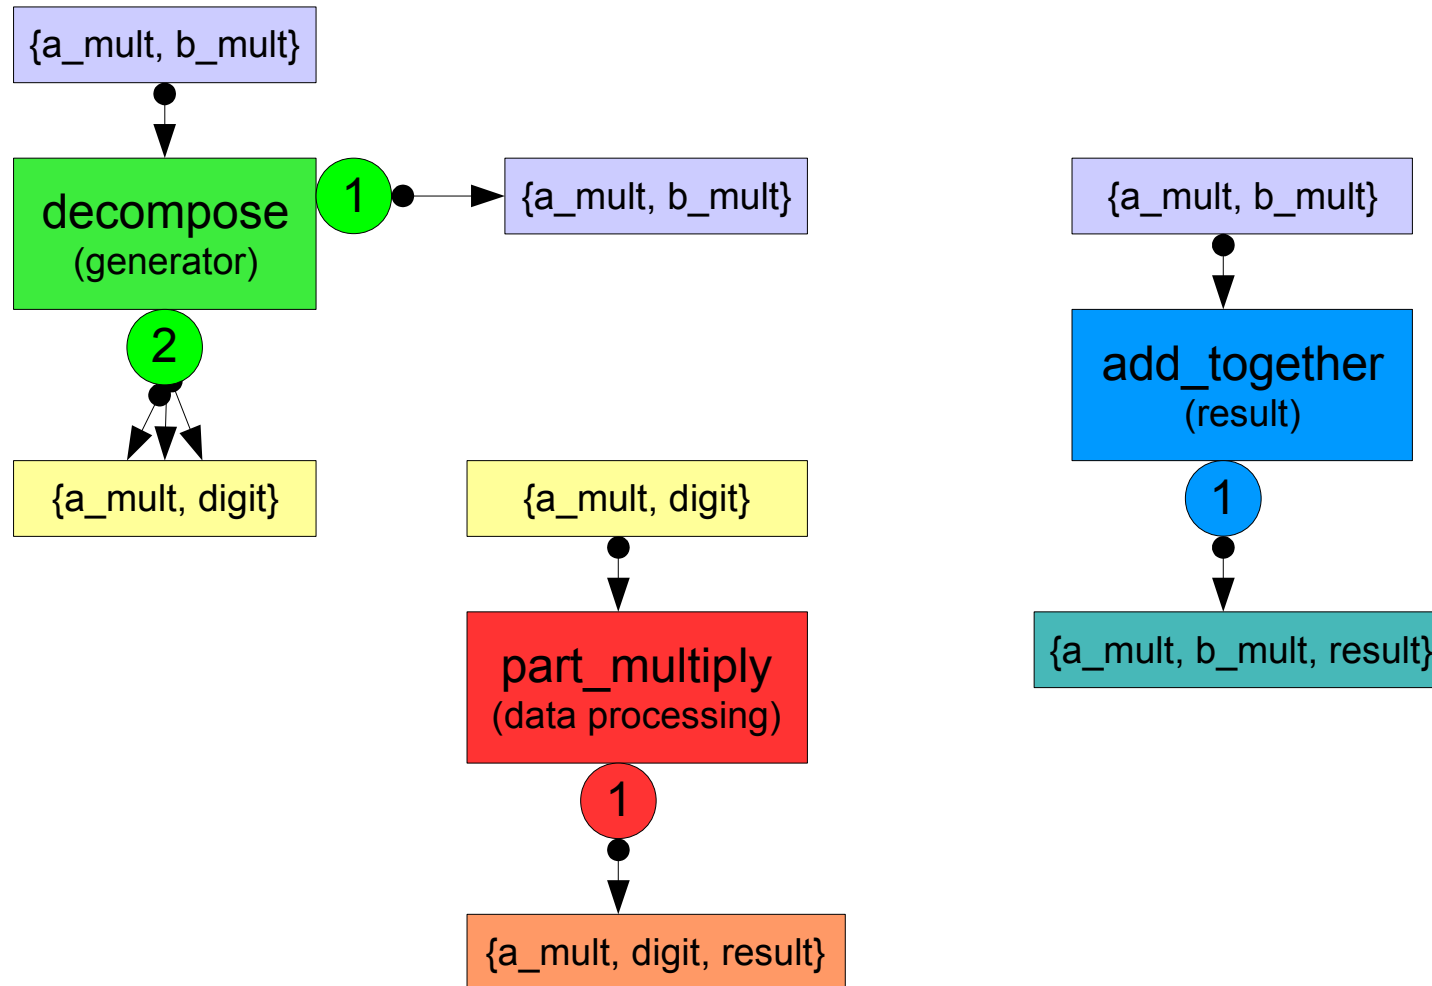 {a_mult, b_mult}
decompose
(generator)
1
{a_mult, b_mult}
2
{a_mult, digit}
{a_mult, digit}
part_multiply
(data processing)
1
{a_mult, digit, result}
{a_mult, b_mult}
add_together
(result)
1
{a_mult, b_mult, result}